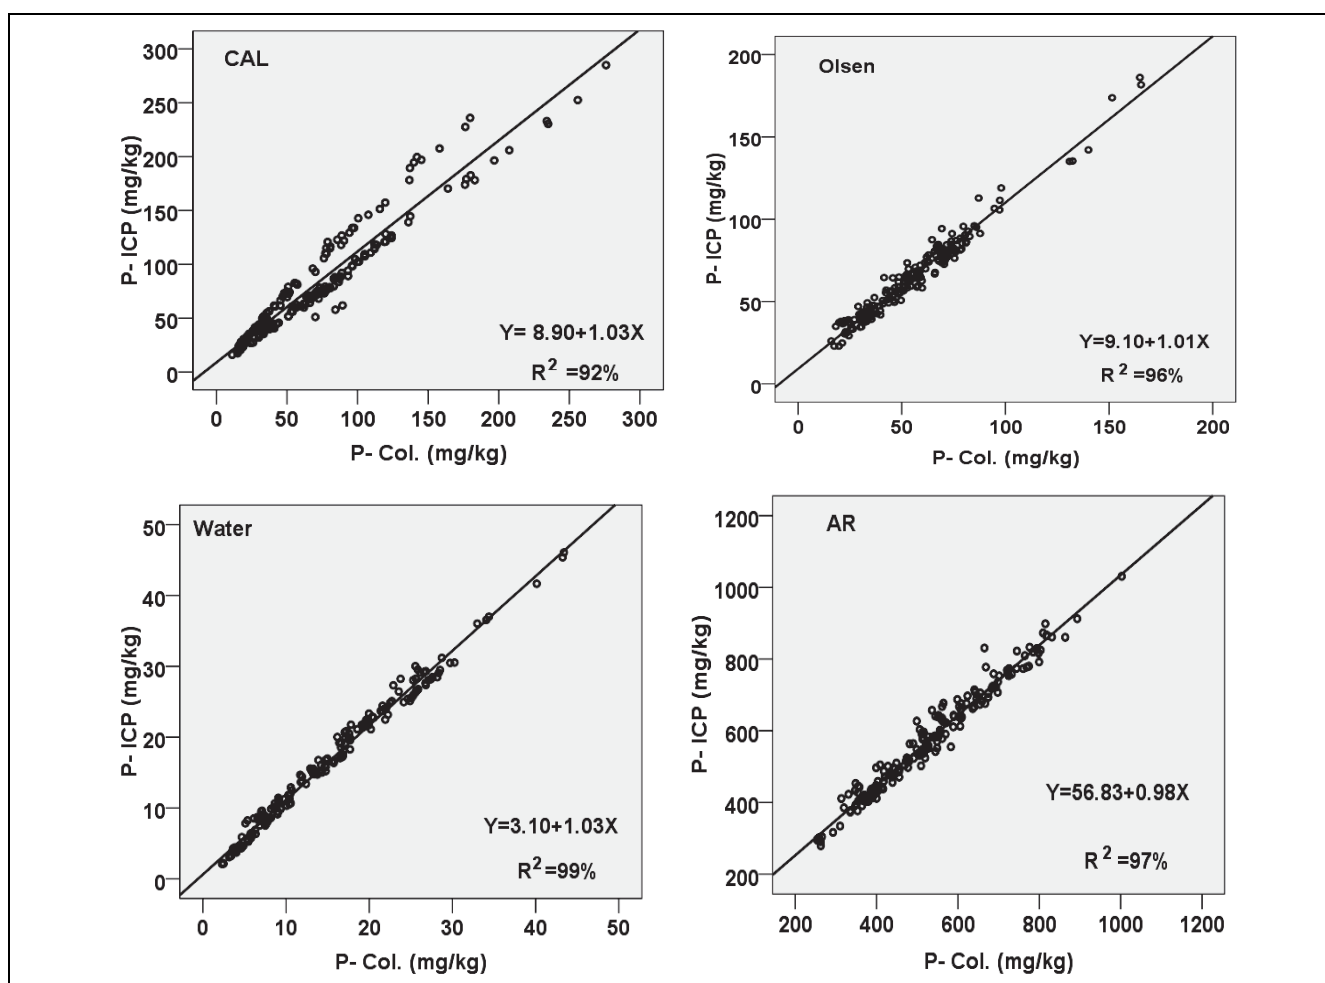 CAL
300
250
200
150
100
50
0
P- ICP (mg/kg)
Y= 8.90+1.03X
R2 =92%
0 50 100 150 200 250 300
P- Col. (mg/kg)
Olsen
200
150
100
50
0
P- ICP (mg/kg)
Y=9.10+1.01X
R2 =96%
0 50 100 150 200
P- Col. (mg/kg)
Water
50
40
30
20
10
0
P- ICP (mg/kg)
Y=3.10+1.03X
R2=99%
0 10 20 30 40 50
P- Col. (mg/kg)
AR
1200
1000
800
600
400
200
P- ICP (mg/kg)
Y=56.83+0.98X
R2=97%
200 400 600 800 1000 1200
P- Col. (mg/kg)